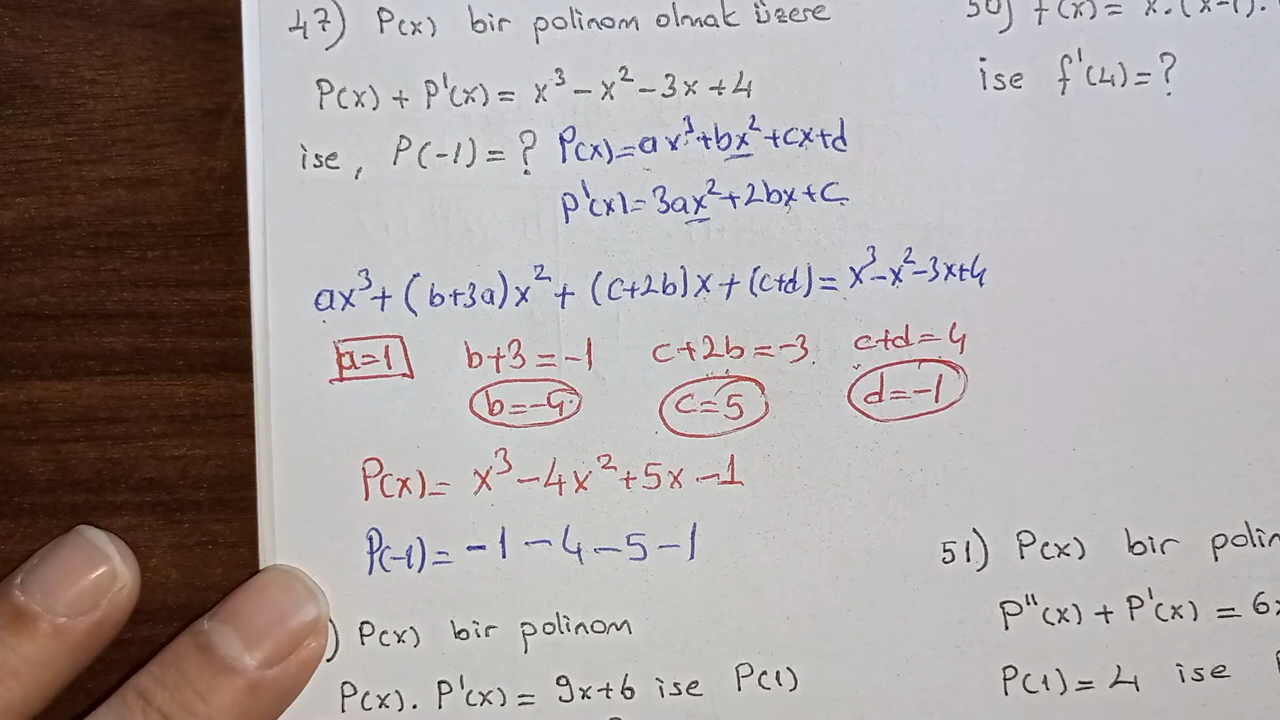 47) P(x) bir polinom olmak üzere
P(x) + P'(x) = x³ - x² - 3x + 4
ise, P(-1) = ? P(x) = ax³+bx²+cx+d
P'(x) = 3ax²+2bx+c
ax³ + (b+3a)x² + (c+2b)x + (c+d) = x³-x²-3x+4
a=1 b+3=-1 c+2b=-3 c+d=4
b=-4 c=5 d=-1
P(x) = x³-4x²+5x-1
P(-1) = -1-4-5-1
) P(x) bir polinom
P(x). P'(x) = 9x+6 ise P(1)
50) f(x) = x.(x-1).
ise f'(4) = ?
51) P(x) bir polin
P''(x) + P'(x) = 6
P(1) = 4 ise